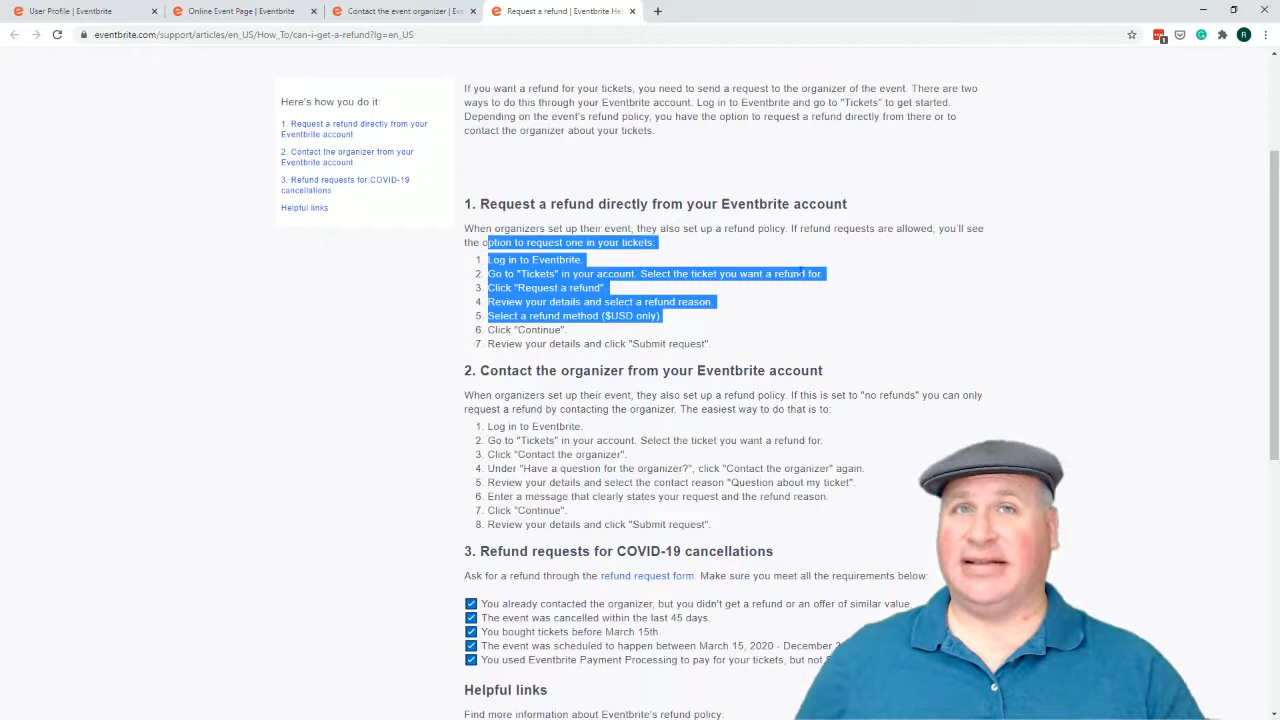 User Profile | Eventbrite
Online Event Page | Eventbrite
Contact the event organizer | Ev
Request a refund | Eventbrite He
eventbrite.com/support/articles/en_US/How_To/can-i-get-a-refund?lg=en_US
1
R
Here's how you do it:
1. Request a refund directly from your
Eventbrite account
2. Contact the organizer from your
Eventbrite account
3. Refund requests for COVID-19
cancellations
Helpful links
If you want a refund for your tickets, you need to send a request to the organizer of the event. There are two
ways to do this through your Eventbrite account. Log in to Eventbrite and go to "Tickets" to get started.
Depending on the event's refund policy, you have the option to request a refund directly from there or to
contact the organizer about your tickets.
1. Request a refund directly from your Eventbrite account
When organizers set up their event, they also set up a refund policy. If refund requests are allowed, you'll see
the option to request one in your tickets:
1. Log in to Eventbrite.
2. Go to "Tickets" in your account. Select the ticket you want a refund for.
3. Click "Request a refund".
4. Review your details and select a refund reason.
5. Select a refund method ($USD only)
6. Click "Continue".
7. Review your details and click "Submit request".
2. Contact the organizer from your Eventbrite account
When organizers set up their event, they also set up a refund policy. If this is set to "no refunds" you can only
request a refund by contacting the organizer. The easiest way to do that is to:
1. Log in to Eventbrite.
2. Go to "Tickets" in your account. Select the ticket you want a refund for.
3. Click "Contact the organizer".
4. Under "Have a question for the organizer?", click "Contact the organizer" again.
5. Review your details and select the contact reason "Question about my ticket".
6. Enter a message that clearly states your request and the refund reason.
7. Click "Continue".
8. Review your details and click "Submit request".
3. Refund requests for COVID-19 cancellations
Ask for a refund through the refund request form. Make sure you meet all the requirements below:
You already contacted the organizer, but you didn't get a refund or an offer of similar value.
The event was cancelled within the last 45 days.
You bought tickets before March 15th.
The event was scheduled to happen between March 15, 2020 - December
You used Eventbrite Payment Processing to pay for your tickets, but not
Helpful links
Find more information about Eventbrite's refund policy: